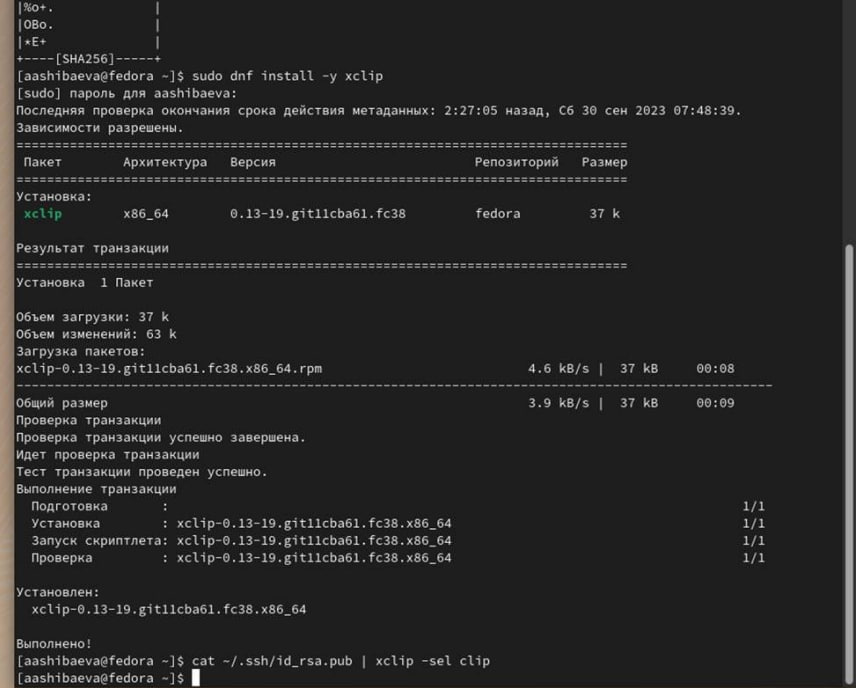 |%o+.             |
|OBo.             |
|*E+              |
+----[SHA256]-----+
[aashibaeva@fedora ~]$ sudo dnf install -y xclip
[sudo] пароль для aashibaeva:
Последняя проверка окончания срока действия метаданных: 2:27:05 назад, Сб 30 сен 2023 07:48:39.
Зависимости разрешены.
================================================================================
Пакет Архитектура Версия Репозиторий Размер
================================================================================
Установка:
xclip x86_64 0.13-19.git11cba61.fc38 fedora 37 k
Результат транзакции
================================================================================
Установка  1 Пакет
Объем загрузки: 37 k
Объем изменений: 63 k
Загрузка пакетов:
xclip-0.13-19.git11cba61.fc38.x86_64.rpm 4.6 kB/s |  37 kB     00:08
--------------------------------------------------------------------------------
Общий размер 3.9 kB/s |  37 kB     00:09
Проверка транзакции
Проверка транзакции успешно завершена.
Идет проверка транзакции
Тест транзакции проведен успешно.
Выполнение транзакции
Подготовка       : 1/1
Установка        : xclip-0.13-19.git11cba61.fc38.x86_64 1/1
Запуск скриптлета: xclip-0.13-19.git11cba61.fc38.x86_64 1/1
Проверка         : xclip-0.13-19.git11cba61.fc38.x86_64 1/1
Установлен:
xclip-0.13-19.git11cba61.fc38.x86_64
Выполнено!
[aashibaeva@fedora ~]$ cat ~/.ssh/id_rsa.pub | xclip -sel clip
[aashibaeva@fedora ~]$